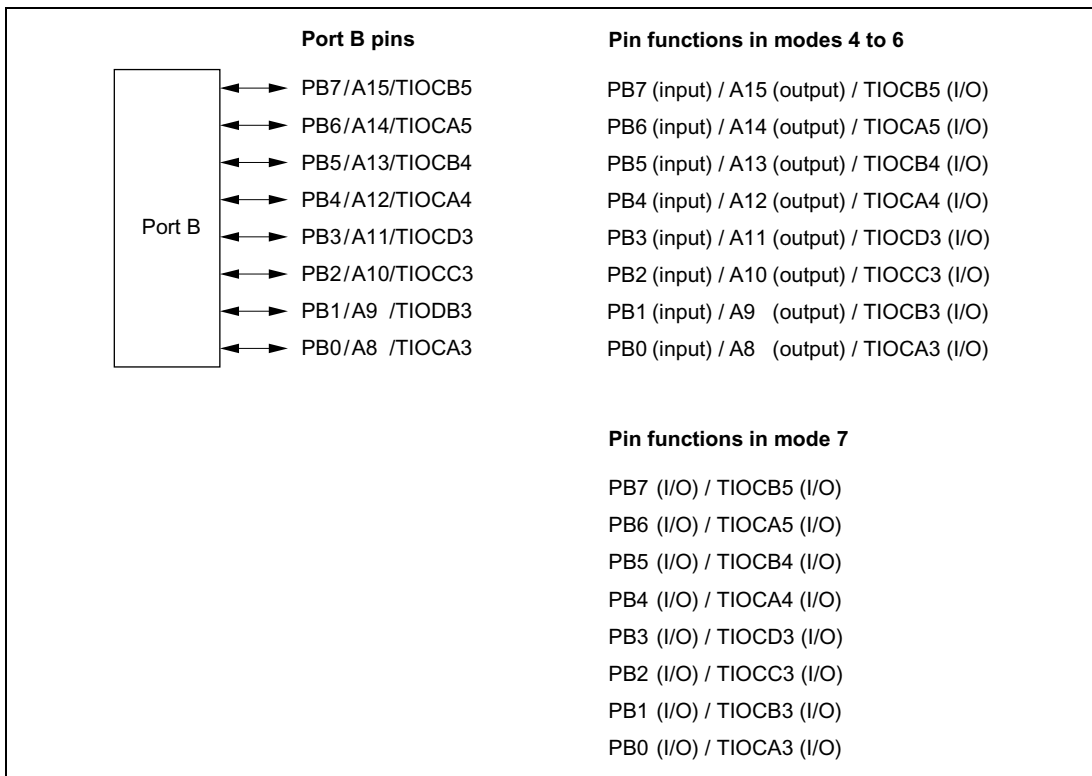 Port B pins
Port B
PB7/A15/TIOCB5
PB6/A14/TIOCA5
PB5/A13/TIOCB4
PB4/A12/TIOCA4
PB3/A11/TIOCD3
PB2/A10/TIOCC3
PB1/A9 /TIODB3
PB0/A8 /TIOCA3
Pin functions in modes 4 to 6
PB7 (input) / A15 (output) / TIOCB5 (I/O)
PB6 (input) / A14 (output) / TIOCA5 (I/O)
PB5 (input) / A13 (output) / TIOCB4 (I/O)
PB4 (input) / A12 (output) / TIOCA4 (I/O)
PB3 (input) / A11 (output) / TIOCD3 (I/O)
PB2 (input) / A10 (output) / TIOCC3 (I/O)
PB1 (input) / A9 (output) / TIOCB3 (I/O)
PB0 (input) / A8 (output) / TIOCA3 (I/O)
Pin functions in mode 7
PB7 (I/O) / TIOCB5 (I/O)
PB6 (I/O) / TIOCA5 (I/O)
PB5 (I/O) / TIOCB4 (I/O)
PB4 (I/O) / TIOCA4 (I/O)
PB3 (I/O) / TIOCD3 (I/O)
PB2 (I/O) / TIOCC3 (I/O)
PB1 (I/O) / TIOCB3 (I/O)
PB0 (I/O) / TIOCA3 (I/O)